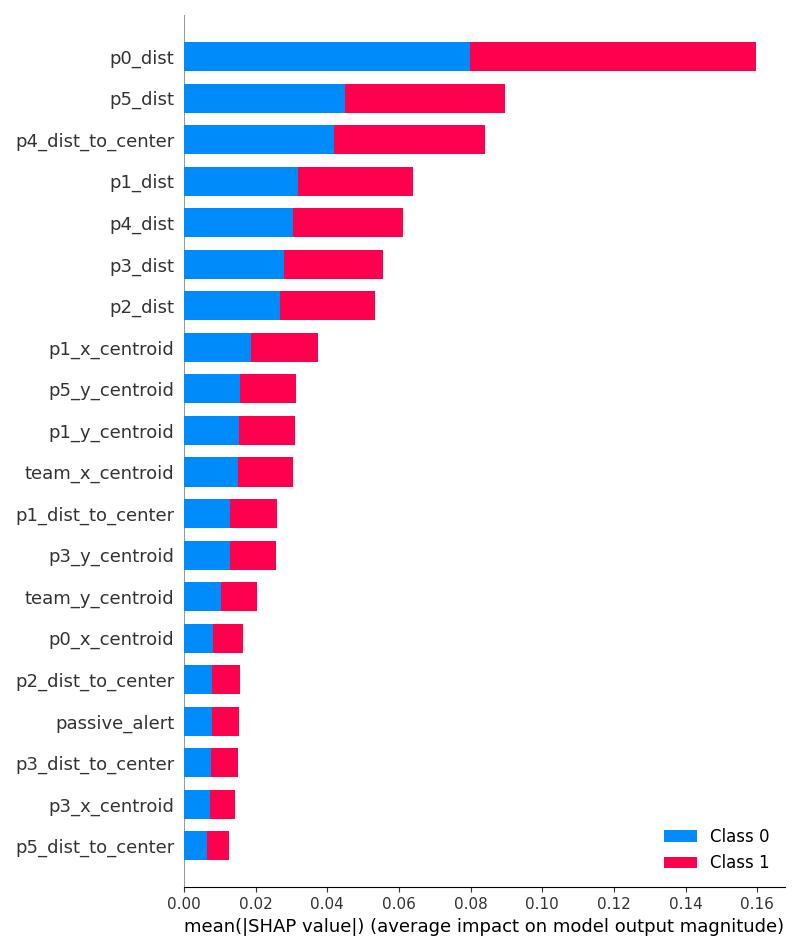 p0_dist
p5_dist
p4_dist_to_center
p1_dist
p4_dist
p3_dist
p2_dist
p1_x_centroid
p5_y_centroid
p1_y_centroid
team_x_centroid
p1_dist_to_center
p3_y_centroid
team_y_centroid
p0_x_centroid
p2_dist_to_center
passive_alert
p3_dist_to_center
p3_x_centroid
p5_dist_to_center
Class 0
Class 1
0.00 0.02 0.04 0.06 0.08 0.10 0.12 0.14 0.16
mean(|SHAP value|) (average impact on model output magnitude)